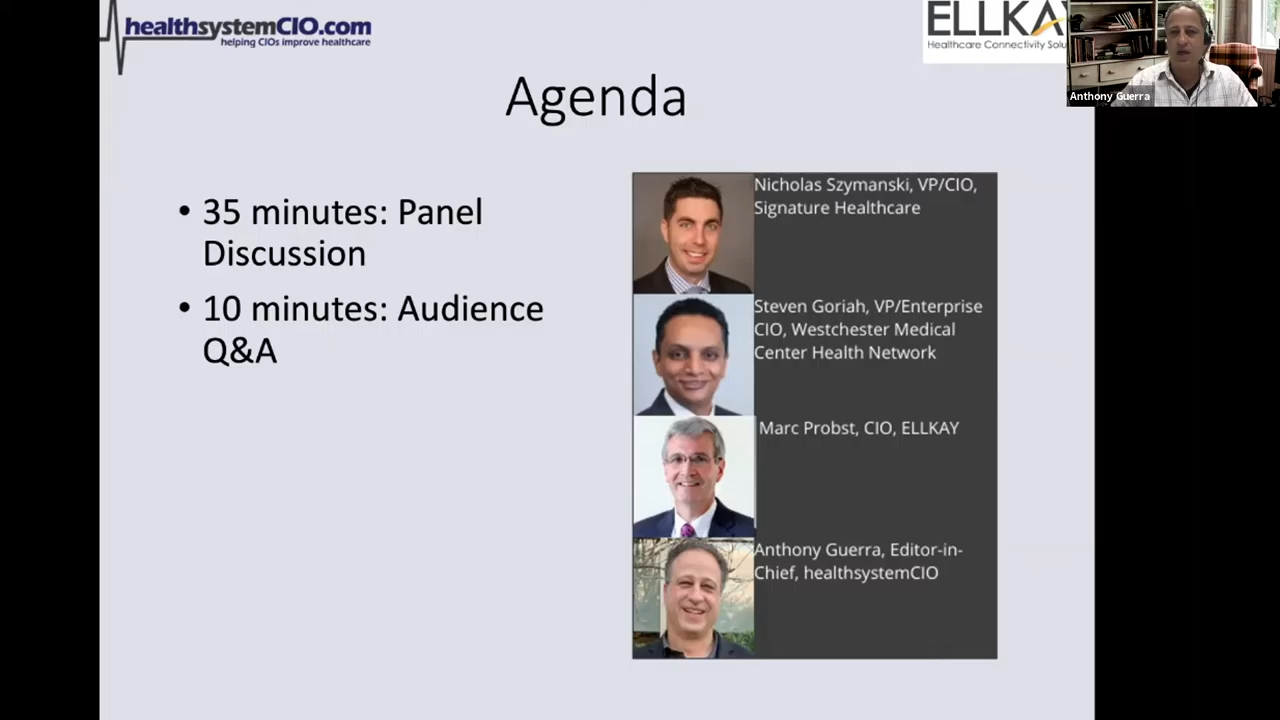 healthsystemCIO.com
helping CIOs improve healthcare
ELLKAY
Healthcare Connectivity
Anthony Guerra
Agenda
• 35 minutes: Panel
Discussion
• 10 minutes: Audience
Q&A
Nicholas Szymanski, VP/CIO,
Signature Healthcare
Steven Goriah, VP/Enterprise
CIO, Westchester Medical
Center Health Network
Marc Probst, CIO, ELLKAY
Anthony Guerra, Editor-in-
Chief, healthsystemCIO